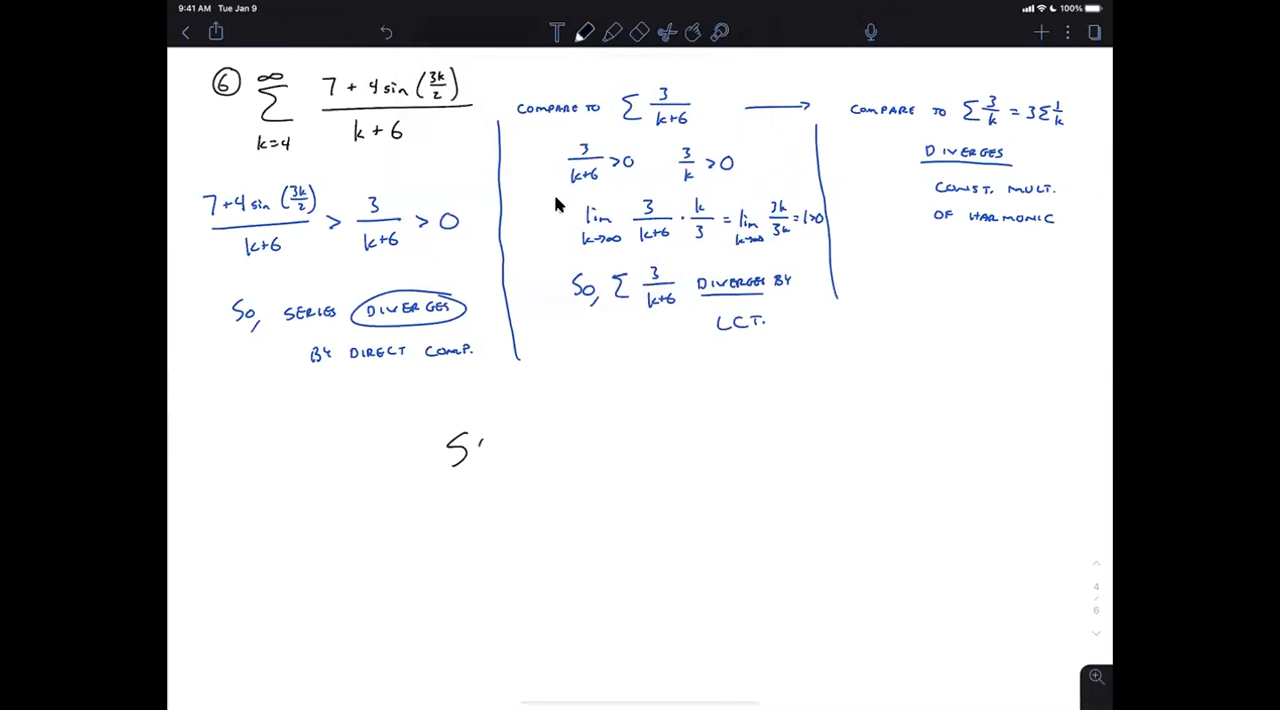 9:41 AM Tue Jan 9
100%
⑥ ∞ ∑ k=4 7 + 4 sin (3k/2) / k + 6
7 + 4 sin (3k/2) / k+6 > 3 / k+6 > 0
So, SERIES DIVERGES
BY DIRECT COMP.
COMPARE TO ∑ 3 / k+6 →
3 / k+6 > 0 3 / k > 0
lim k→∞ 3 / k+6 · k / 3 = lim k→∞ 3k / 3k = 1 > 0
So, ∑ 3 / k+6 DIVERGES BY
LCT.
COMPARE TO ∑ 3/k = 3∑ 1/k
DIVERGES
CONST. MULT.
OF HARMONIC
S'
4
/
6